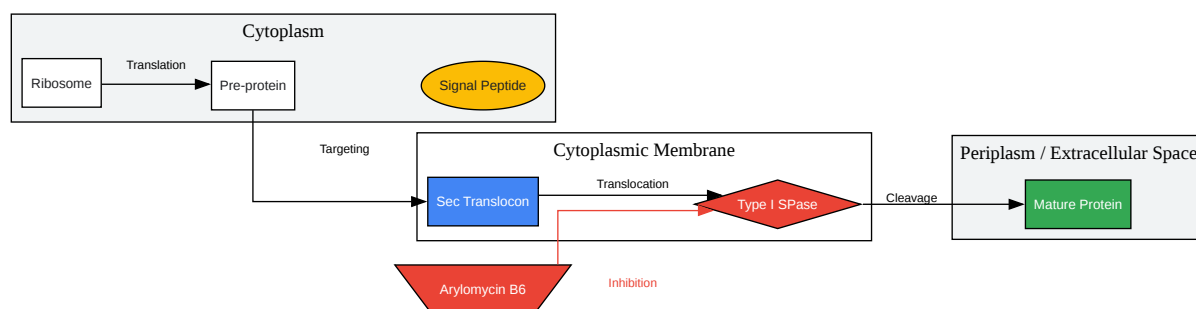 Cytoplasm
Ribosome
Translation
Pre-protein
Signal Peptide
Targeting
Cytoplasmic Membrane
Sec Translocon
Translocation
Type I SPase
Cleavage
Periplasm / Extracellular Space
Mature Protein
Arylomycin B6
Inhibition